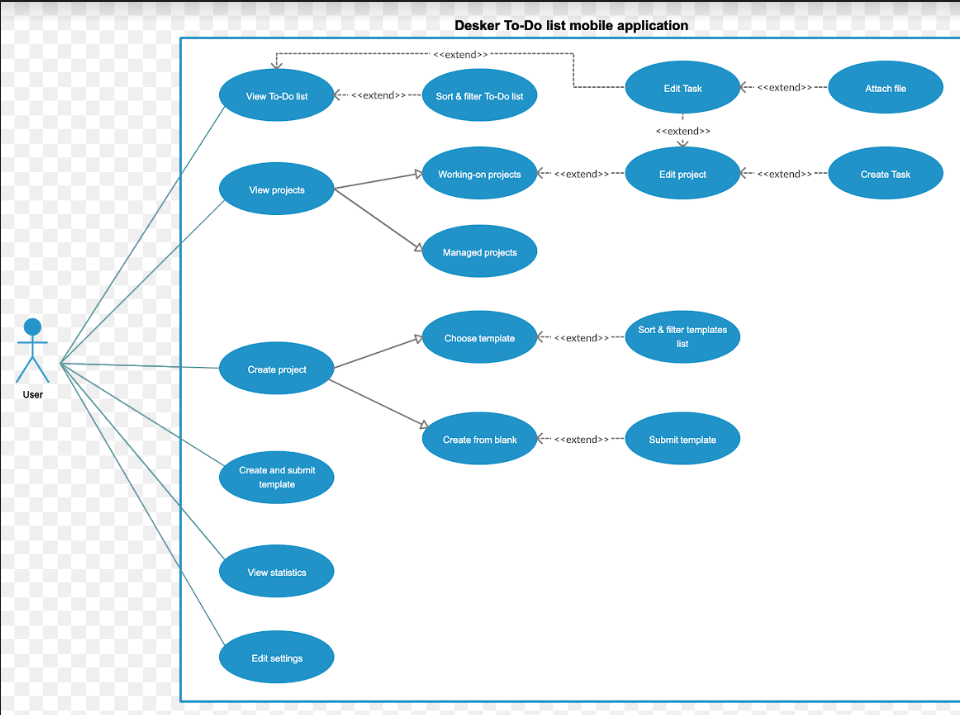 Desker To-Do list mobile application
<<extend>>
View To-Do list
<<extend>>
Sort & filter To-Do list
Edit Task
<<extend>>
Attach file
<<extend>>
View projects
Working-on projects
<<extend>>
Edit project
<<extend>>
Create Task
Managed projects
User
Create project
Choose template
<<extend>>
Sort & filter templates
list
Create from blank
<<extend>>
Submit template
Create and submit
template
View statistics
Edit settings